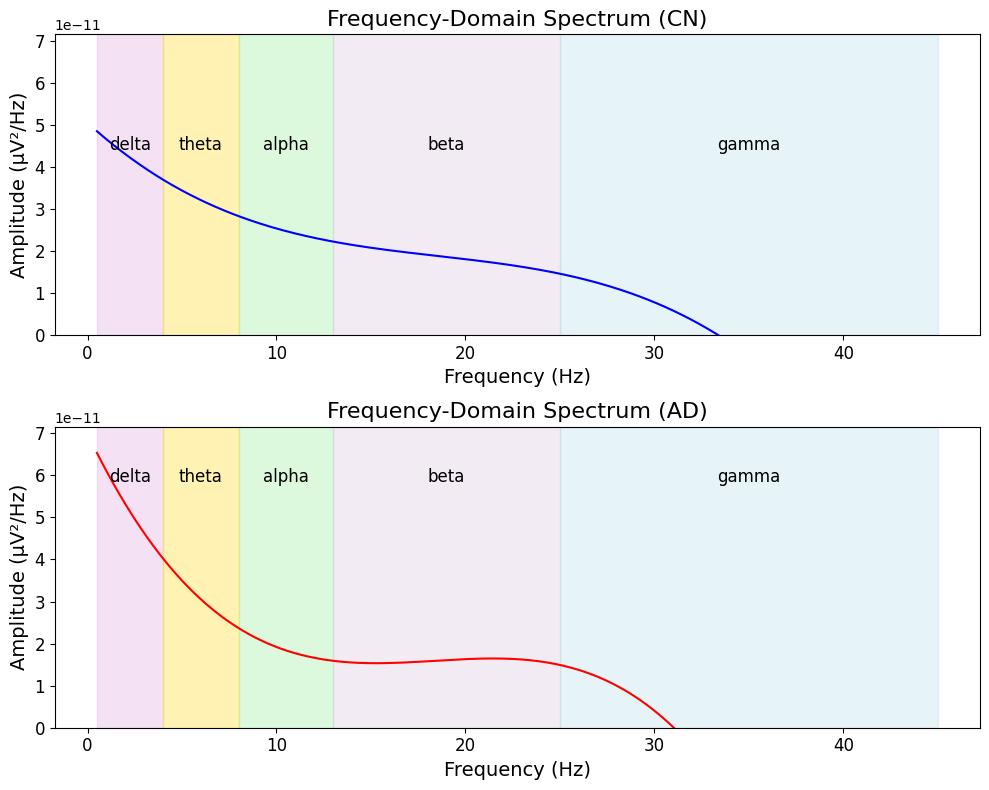 Frequency-Domain Spectrum (CN)
1e−11
7
6
5
4
3
2
1
0
Amplitude (μV²/Hz)
delta theta alpha beta gamma
0 10 20 30 40
Frequency (Hz)
Frequency-Domain Spectrum (AD)
1e−11
7
6
5
4
3
2
1
0
Amplitude (μV²/Hz)
delta theta alpha beta gamma
0 10 20 30 40
Frequency (Hz)